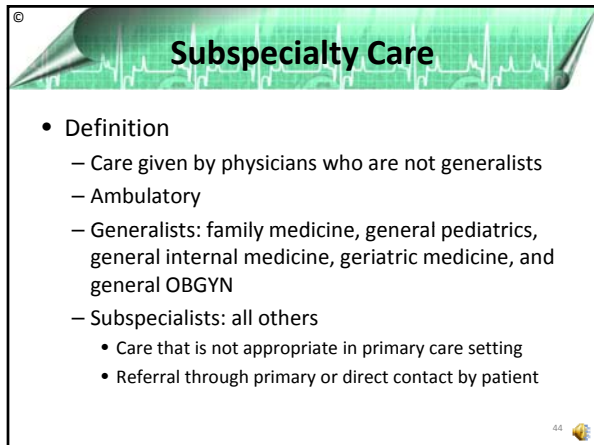 ©
Subspecialty Care
• Definition
– Care given by physicians who are not generalists
– Ambulatory
– Generalists: family medicine, general pediatrics,
general internal medicine, geriatric medicine, and
general OBGYN
– Subspecialists: all others
• Care that is not appropriate in primary care setting
• Referral through primary or direct contact by patient
44